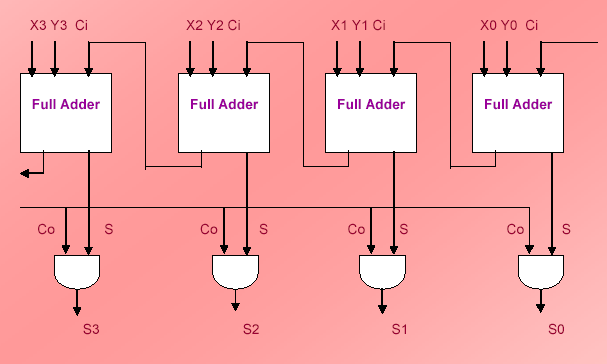 X3 Y3 Ci X2 Y2 Ci X1 Y1 Ci X0 Y0 Ci
Full Adder Full Adder Full Adder Full Adder
Co S Co S Co S Co S
S3 S2 S1 S0